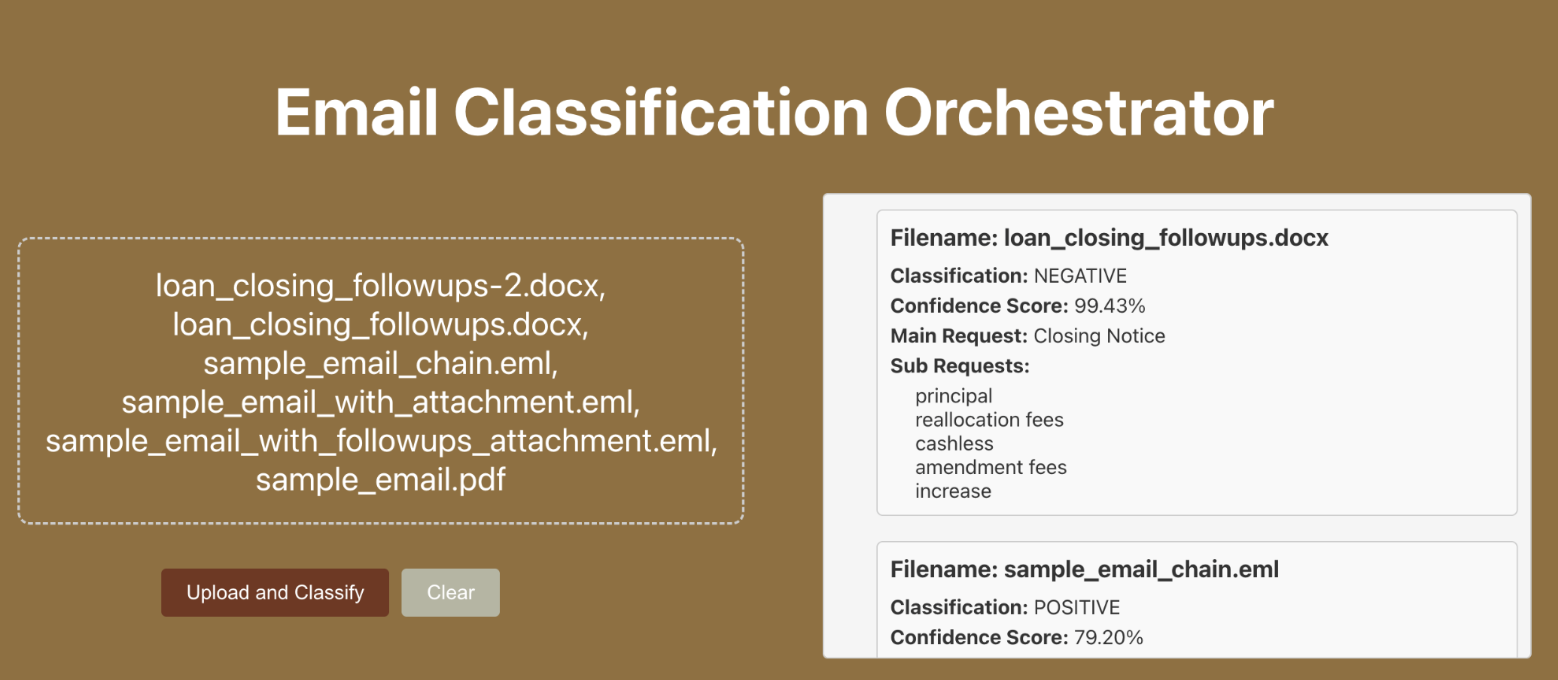 Email Classification Orchestrator
loan_closing_followups-2.docx,
loan_closing_followups.docx,
sample_email_chain.eml,
sample_email_with_attachment.eml,
sample_email_with_followups_attachment.eml,
sample_email.pdf
Upload and Classify
Clear
Filename: loan_closing_followups.docx
Classification: NEGATIVE
Confidence Score: 99.43%
Main Request: Closing Notice
Sub Requests:
principal
reallocation fees
cashless
amendment fees
increase
Filename: sample_email_chain.eml
Classification: POSITIVE
Confidence Score: 79.20%